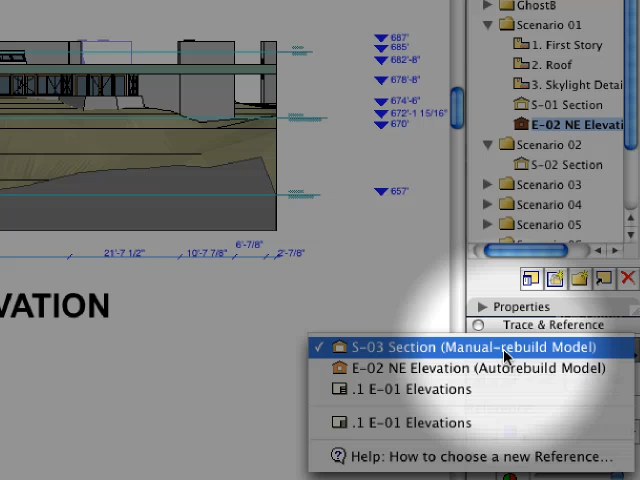 GhostB
Scenario 01
1. First Story
2. Roof
3. Skylight Detai
S-01 Section
E-02 NE Elevati
Scenario 02
S-02 Section
Scenario 03
Scenario 04
Scenario 05
687'
685'
682'-8"
678'-8"
674'-6"
672'-1 15/16"
670'
657'
21'-7 1/2"
10'-7 7/8"
6'-7/8"
2'-7/8"
VATION
Properties
Trace & Reference
✓ S-03 Section (Manual-rebuild Model)
E-02 NE Elevation (Autorebuild Model)
.1 E-01 Elevations
.1 E-01 Elevations
Help: How to choose a new Reference...